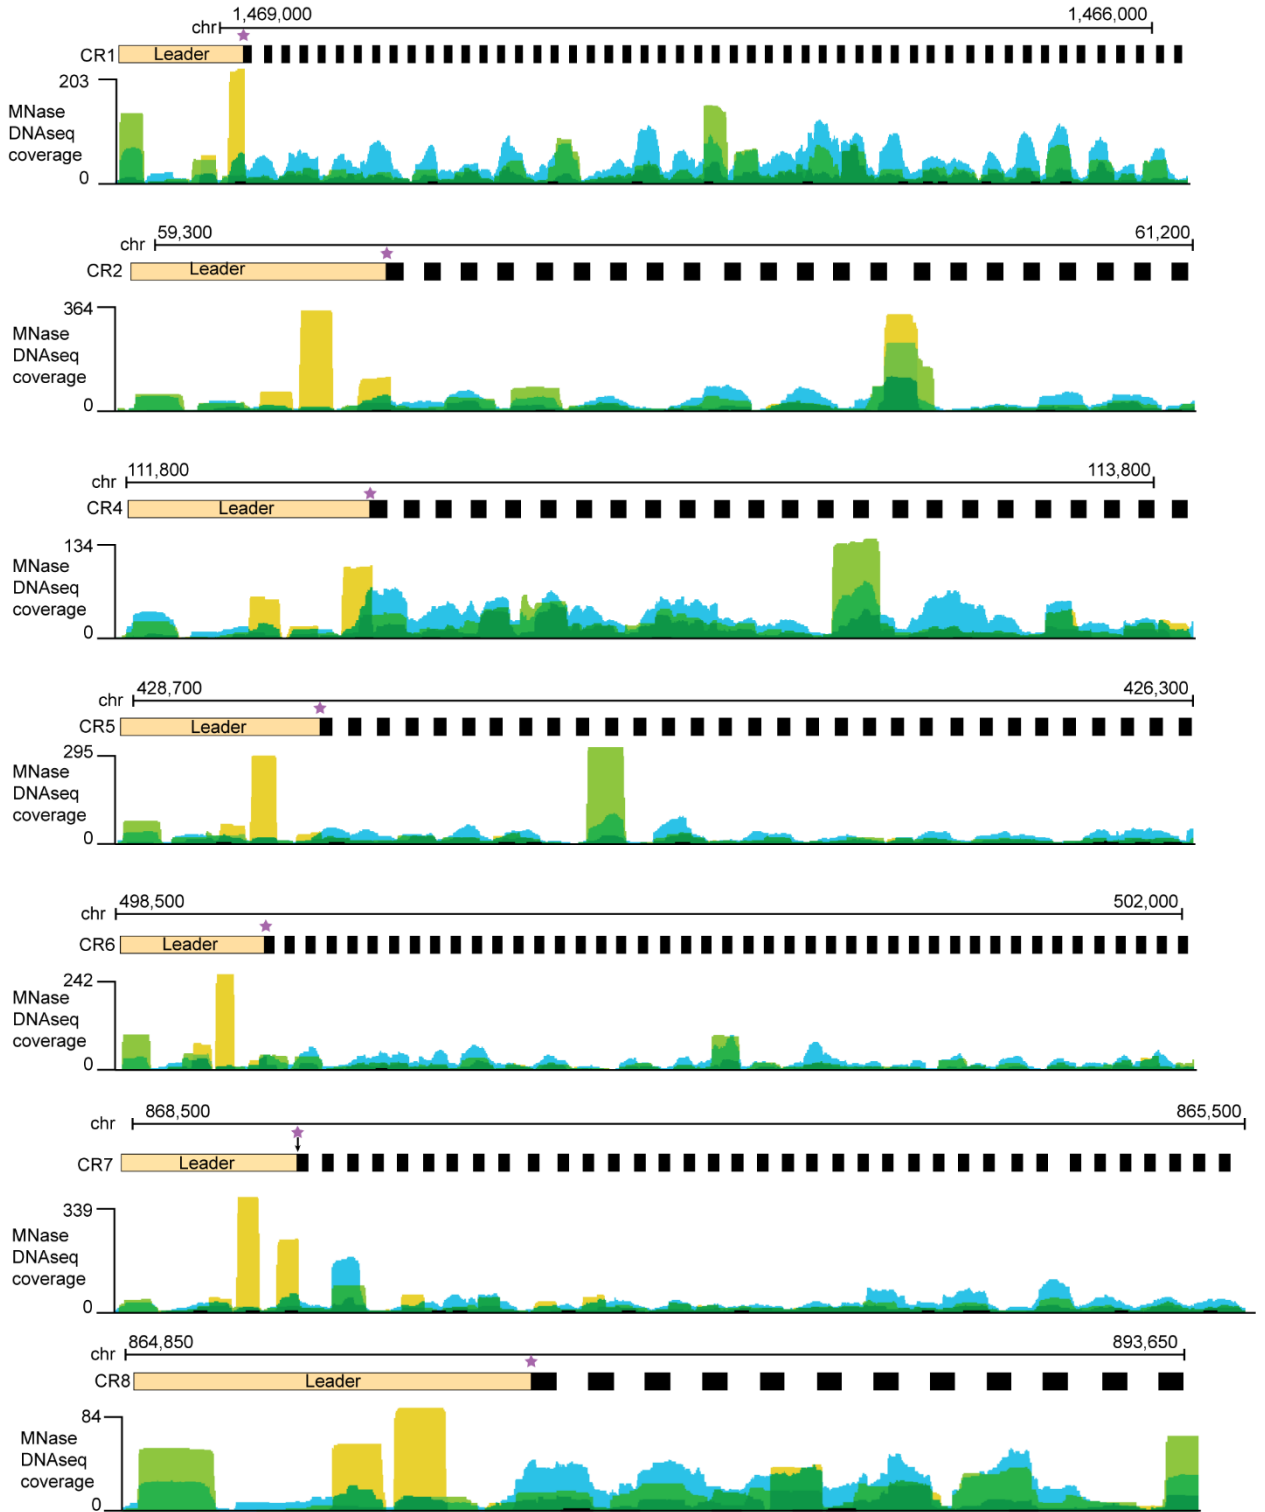 1,469,000 1,466,000
chr
CR1 Leader
203
MNase
DNAseq
coverage
0
59,300 61,200
chr
CR2 Leader
364
MNase
DNAseq
coverage
0
111,800 113,800
chr
CR4 Leader
134
MNase
DNAseq
coverage
0
428,700 426,300
chr
CR5 Leader
295
MNase
DNAseq
coverage
0
498,500 502,000
chr
CR6 Leader
242
MNase
DNAseq
coverage
0
868,500 865,500
chr
CR7 Leader
339
MNase
DNAseq
coverage
0
864,850 893,650
chr
CR8 Leader
84
MNase
DNAseq
coverage
0